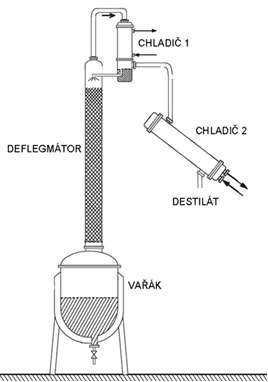 CHLADIČ 1
DEFLEGMÁTOR
CHLADIČ 2
DESTILÁT
VAŘÁK